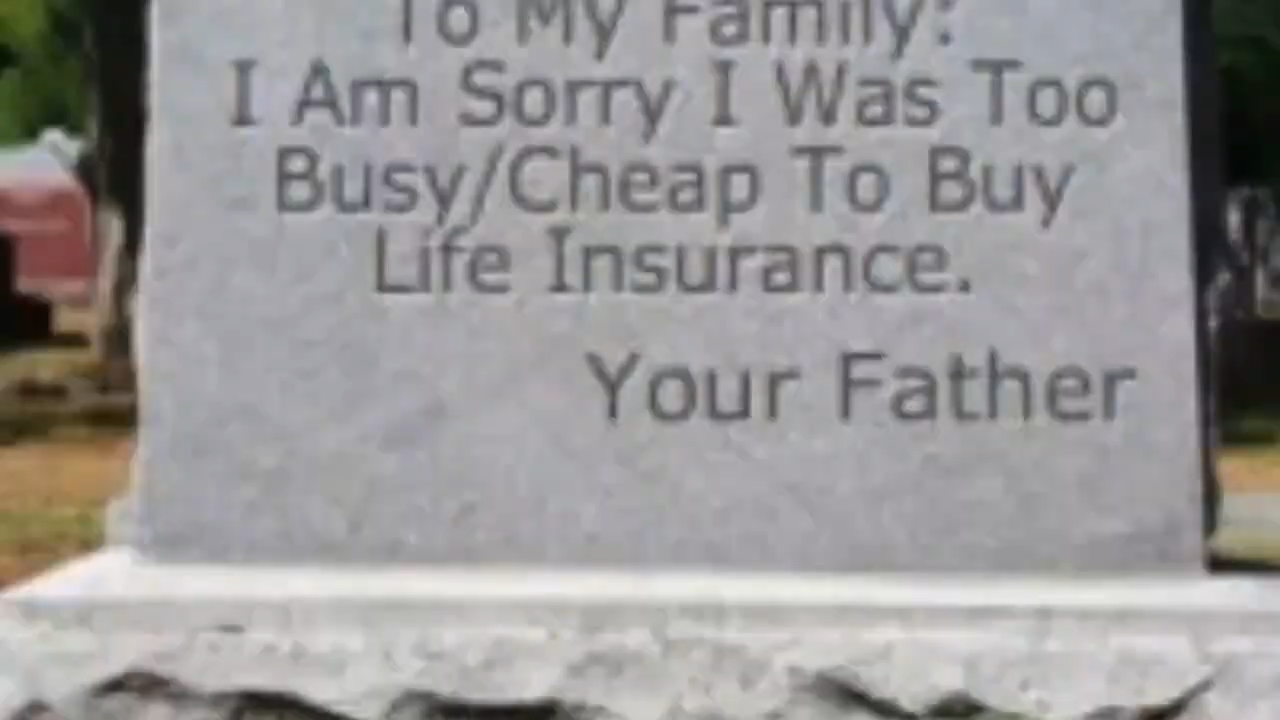 To My Family:
I Am Sorry I Was Too
Busy/Cheap To Buy
Life Insurance.
Your Father